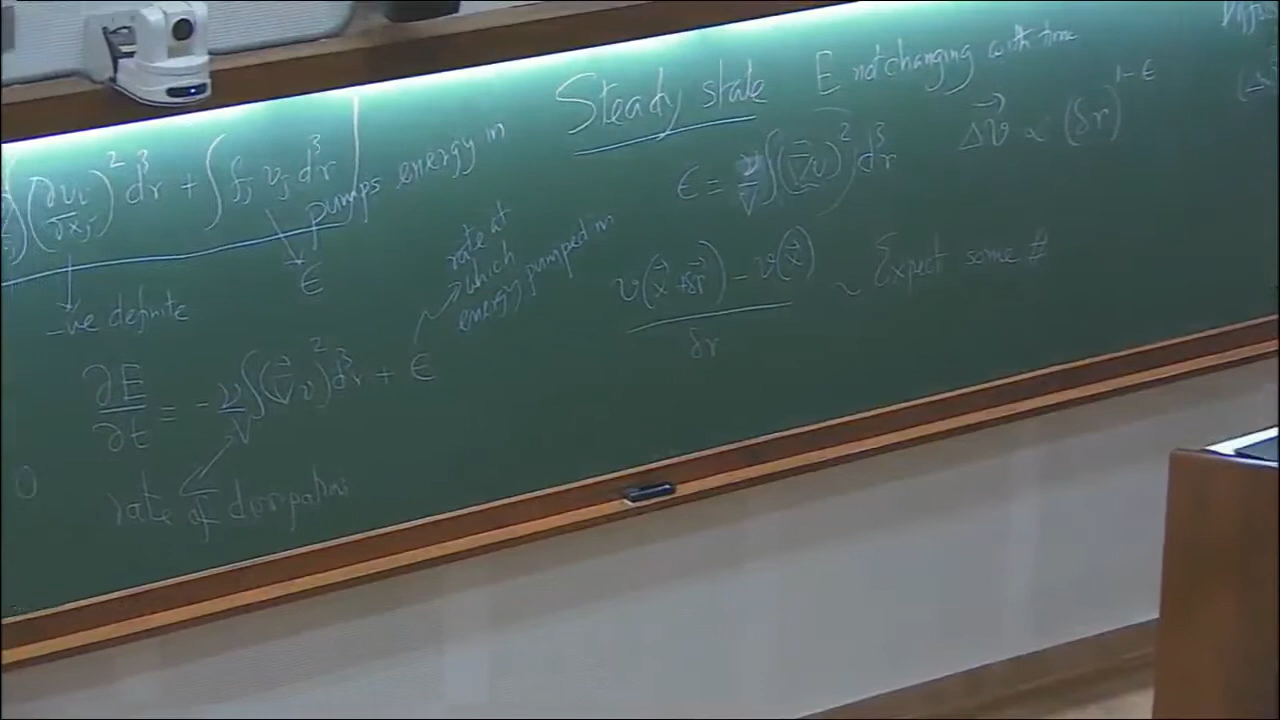 (∂v_i/∂x_j)² d³r + ∫ f_j v_j d³r
pumps energy in
-ve definite
ϵ
∂E/∂t = - ν/V ∫(∇⃗v)² d³r + ϵ
rate at
which
energy pumped in
rate of dissipation
Steady state E not changing with time
ϵ = ν/V ∫(∇⃗v)² d³r
Δv⃗ ∝ (δr)^{1-ϵ}
v(x⃗ + δr⃗) - v(x⃗) / δr ~ Expect some #